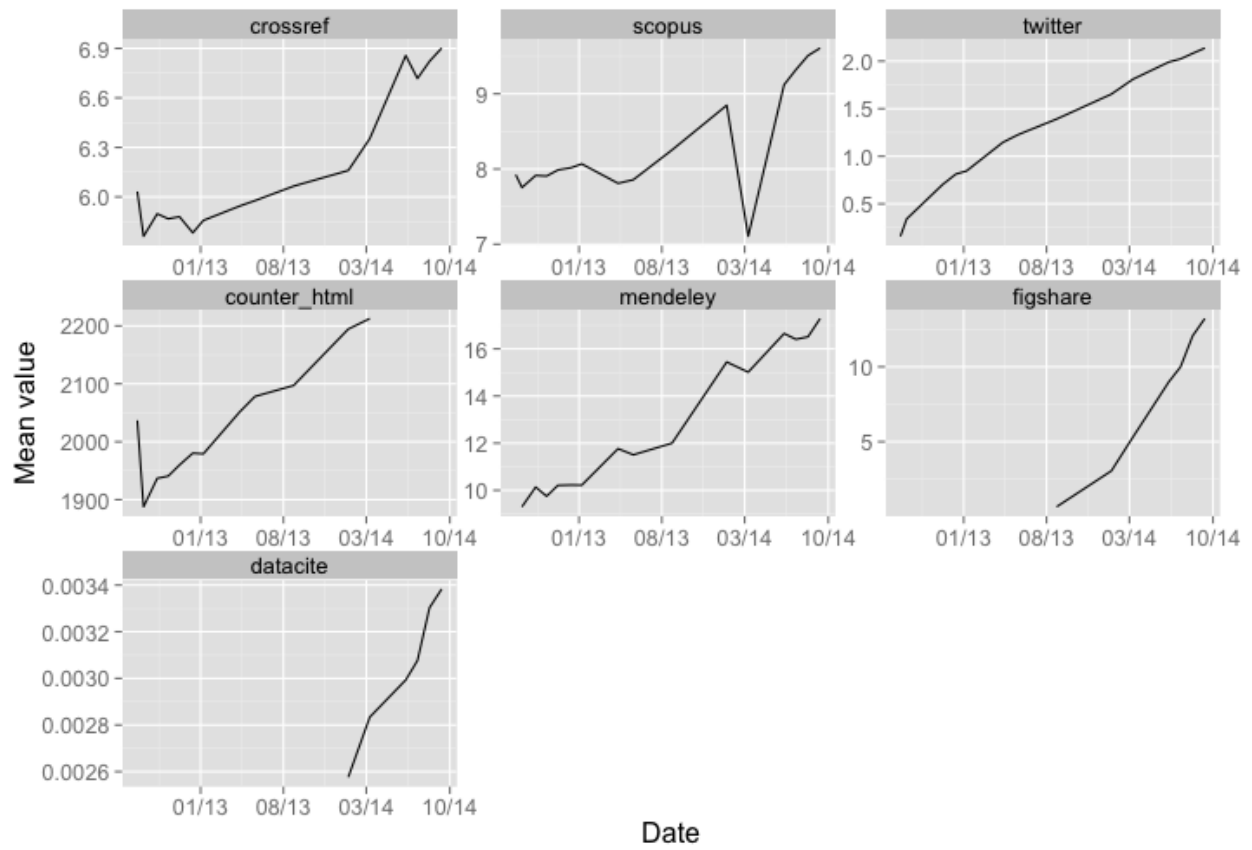 crossref
scopus
twitter
6.9
6.6
6.3
6.0
9
8
7
2.0
1.5
1.0
0.5
01/13 08/13 03/14 10/14
01/13 08/13 03/14 10/14
01/13 08/13 03/14 10/14
counter_html
mendeley
figshare
2200
2100
2000
1900
16
14
12
10
10
5
01/13 08/13 03/14 10/14
01/13 08/13 03/14 10/14
01/13 08/13 03/14 10/14
datacite
0.0034
0.0032
0.0030
0.0028
0.0026
01/13 08/13 03/14 10/14
Mean value
Date